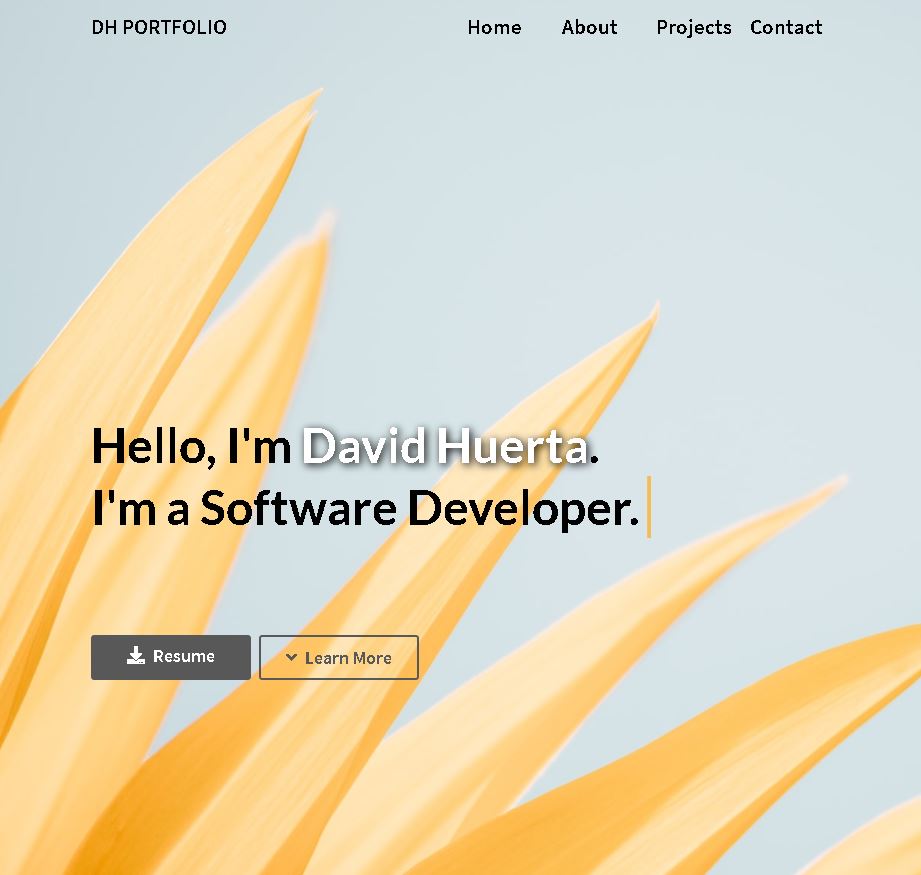 DH PORTFOLIO Home About Projects Contact
Hello, I'm David Huerta.
I'm a Software Developer.
Resume Learn More